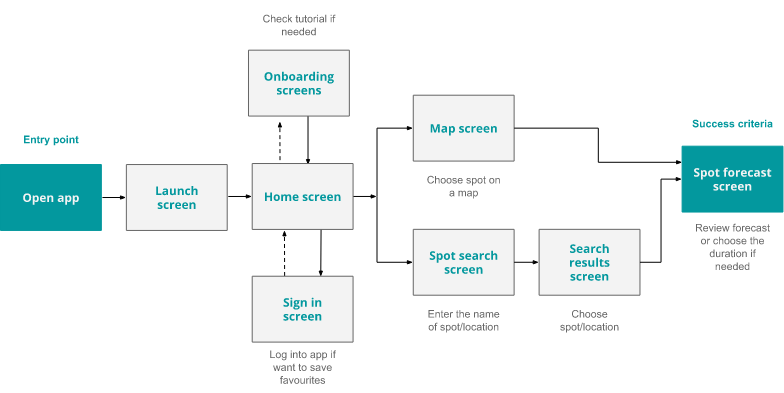 Check tutorial if
needed
Onboarding
screens
Entry point
Open app
Launch
screen
Home screen
Sign in
screen
Log into app if
want to save
favourites
Map screen
Choose spot on
a map
Spot search
screen
Enter the name
of spot/location
Search
results
screen
Choose
spot/location
Success criteria
Spot forecast
screen
Review forecast
or choose the
duration if
needed